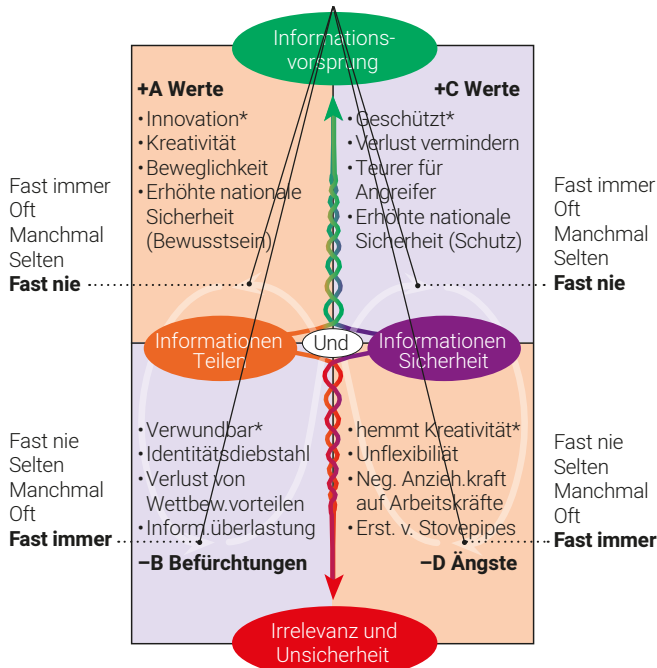 Informations-
vorsprung
+A Werte
• Innovation*
• Kreativität
• Beweglichkeit
• Erhöhte nationale
Sicherheit
(Bewusstsein)
+C Werte
• Geschützt*
• Verlust vermindern
• Teurer für
Angreifer
• Erhöhte nationale
Sicherheit (Schutz)
Fast immer
Oft
Manchmal
Selten
Fast nie
Fast immer
Oft
Manchmal
Selten
Fast nie
Informationen
Teilen
Und
Informationen
Sicherheit
Fast nie
Selten
Manchmal
Oft
Fast immer
• Verwundbar*
• Identitätsdiebstahl
• Verlust von
Wettbew.vorteilen
• Inform.überlastung
–B Befürchtungen
• hemmt Kreativität*
• Unflexibiliät
• Neg. Anzieh.kraft
auf Arbeitskräfte
• Erst. v. Stovepipes
–D Ängste
Fast nie
Selten
Manchmal
Oft
Fast immer
Irrelevanz und
Unsicherheit